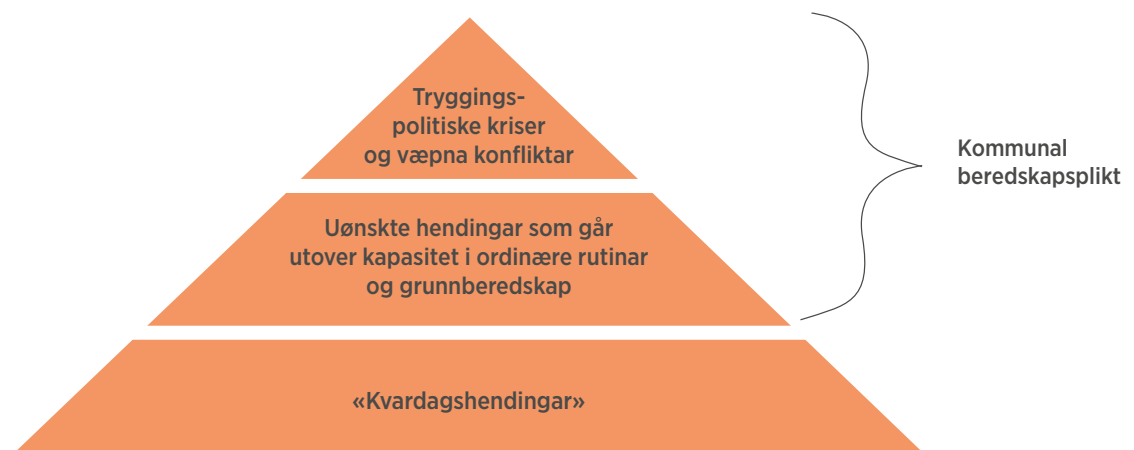 Tryggings-
politiske kriser
og væpna konfliktar
Kommunal
beredskapsplikt
Uønskte hendingar som går
utover kapasitet i ordinære rutinar
og grunnberedskap
«Kvardagshendingar»